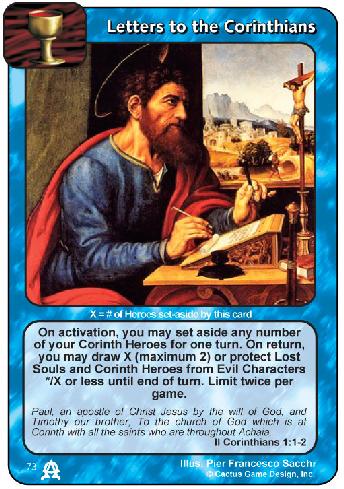 Letters to the Corinthians
X = # of Heroes set-aside by this card
On activation, you may set aside any number
of your Corinth Heroes for one turn. On return,
you may draw X (maximum 2) or protect Lost
Souls and Corinth Heroes from Evil Characters
*/X or less until end of turn. Limit twice per
game.
Paul, an apostle of Christ Jesus by the will of God, and
Timothy our brother, To the church of God which is at
Corinth with all the saints who are throughout Achaia.
II Corinthians 1:1-2
73
Illus. Pier Francesco Sacchr
© Cactus Game Design, Inc.